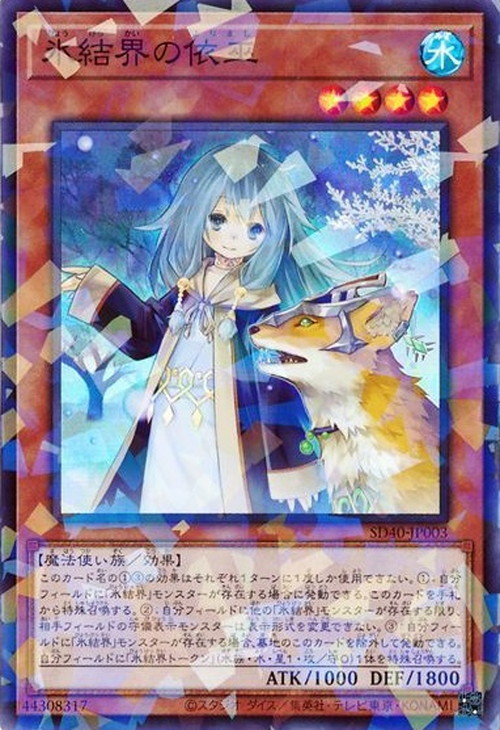 氷結界の依巫
水
SD40-JP003
【魔法使い族/効果】
このカード名の①③の効果はそれぞれ1ターンに1度しか使用できない。①:自分
フィールドに「氷結界」モンスターが存在する場合に発動できる。このカードを手札
から特殊召喚する。②:自分フィールドに他の「氷結界」モンスターが存在する限り、
相手フィールドの守備表示モンスターは表示形式を変更できない。③:自分フィー
ルドに「氷結界」モンスターが存在する場合、墓地のこのカードを除外して発動できる。
自分フィールドに「氷結界トークン」(水族・水・星1・攻/守0)1体を特殊召喚する。
ATK/1000 DEF/1800
44308317
©スタジオ・ダイス/集英社・テレビ東京・KONAMI